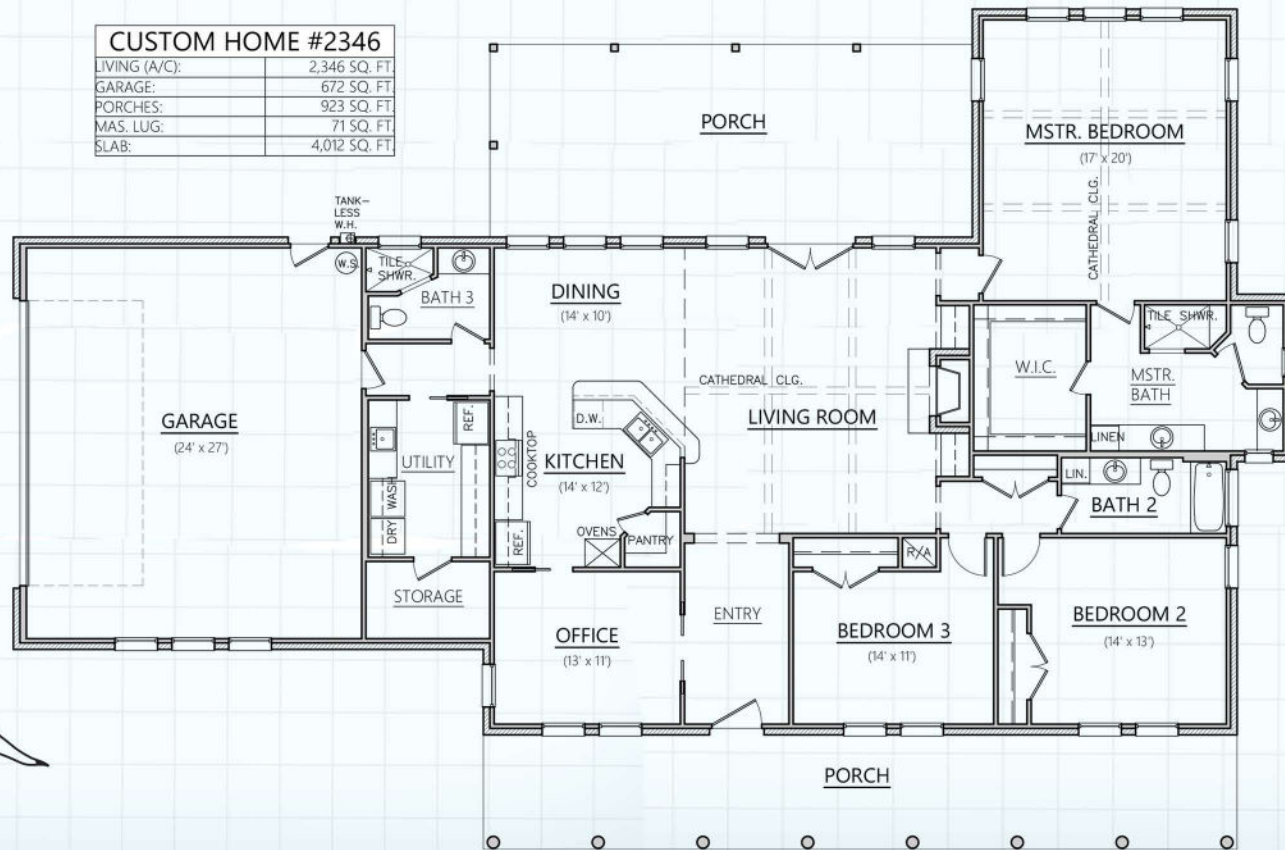 CUSTOM HOME #2346
LIVING (A/C): 2,346 SQ. FT.
GARAGE: 672 SQ. FT.
PORCHES: 923 SQ. FT.
MAS. LUG: 71 SQ. FT.
SLAB: 4,012 SQ. FT.
PORCH
MSTR. BEDROOM
(17' x 20')
CATHEDRAL CLG.
TANK-
LESS
W.H.
W.S.
TILE
SHWR.
BATH 3
DINING
(14' x 10')
TILE SHWR.
W.I.C.
MSTR.
BATH
LINEN
CATHEDRAL CLG.
LIVING ROOM
GARAGE
(24' x 27')
REF.
UTILITY
WASH
DRY
D.W.
COOKTOP
KITCHEN
(14' x 12')
OVENS
PANTRY
REF.
LIN.
BATH 2
R/A
STORAGE
OFFICE
(13' x 11')
ENTRY
BEDROOM 3
(14' x 11')
BEDROOM 2
(14' x 13')
PORCH